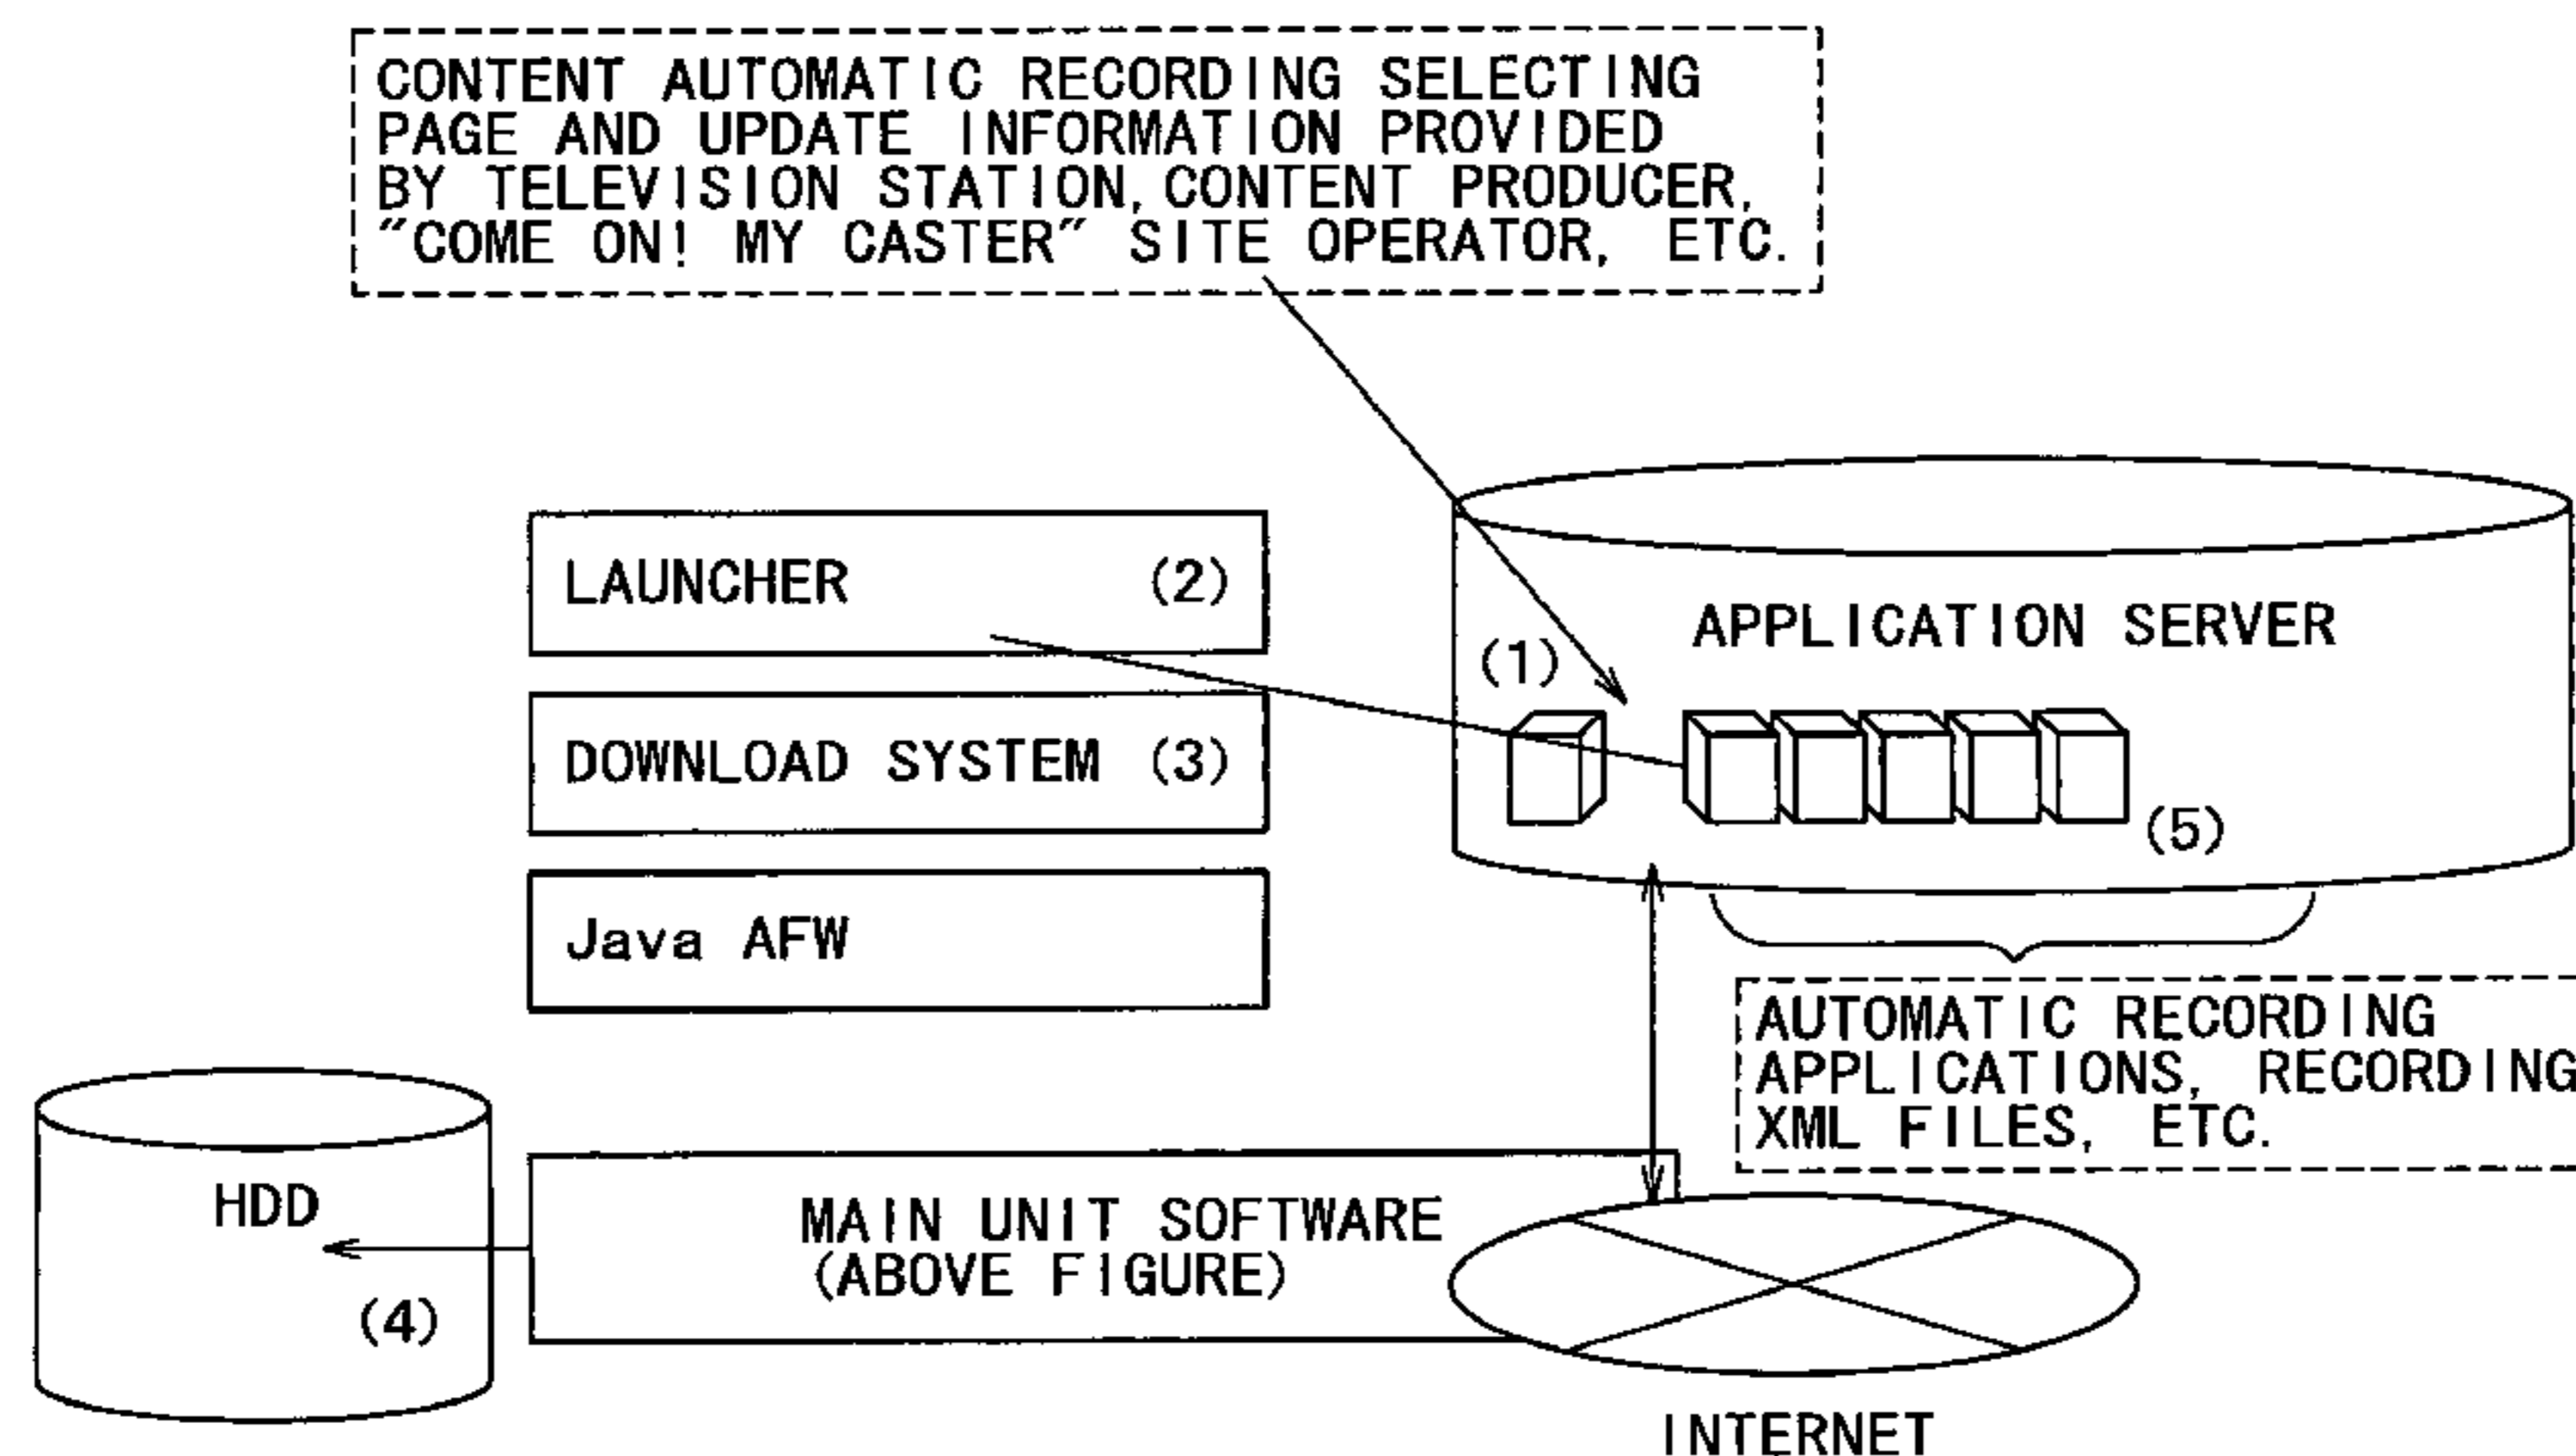 CONTENT AUTOMATIC RECORDING SELECTING
PAGE AND UPDATE INFORMATION PROVIDED
BY TELEVISION STATION, CONTENT PRODUCER,
"COME ON! MY CASTER" SITE OPERATOR, ETC.
LAUNCHER (2)
APPLICATION SERVER
(1)
DOWNLOAD SYSTEM (3)
(5)
Java AFW
AUTOMATIC RECORDING
APPLICATIONS, RECORDING
XML FILES, ETC.
HDD
(4)
MAIN UNIT SOFTWARE
(ABOVE FIGURE)
INTERNET